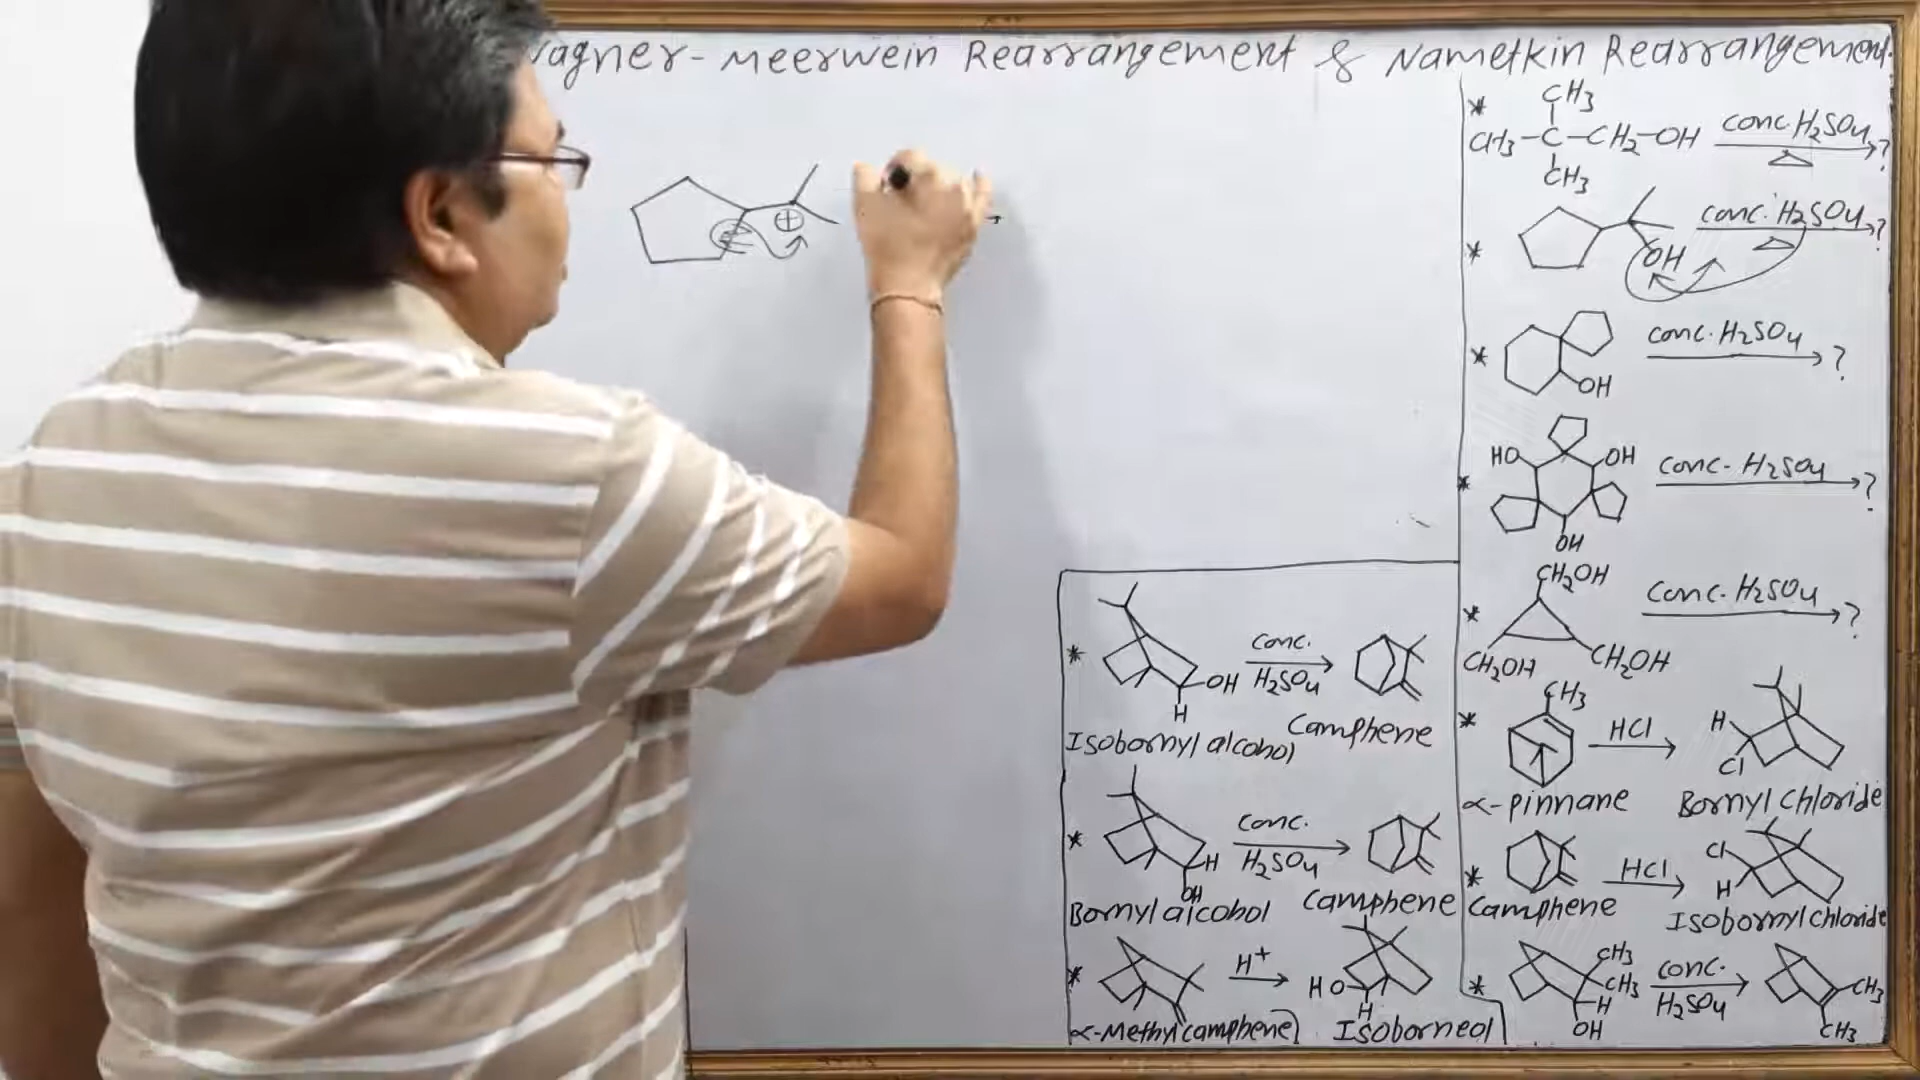 Wagner-Meerwein Rearrangement & Nametkin Rearrangement
* CH3
CH3-C-CH2-OH conc.H2SO4 △ ?
CH3
* OH conc.H2SO4 △ ?
* OH conc.H2SO4 ?
* HO OH OH conc-H2SO4 ?
* CH2OH CH2OH CH2OH conc.H2SO4 ?
* CH3 HCl H Cl
α-pinnane Bornyl chloride
* HCl Cl H
Camphene Isobornyl chloride
* CH3 CH3 H OH conc. H2SO4 CH3 CH3
* OH H conc. H2SO4
Isobornyl alcohol Camphene
* H OH conc. H2SO4
Bornyl alcohol Camphene
* H+ HO H
α-Methylcamphene Isoborneol
⊕